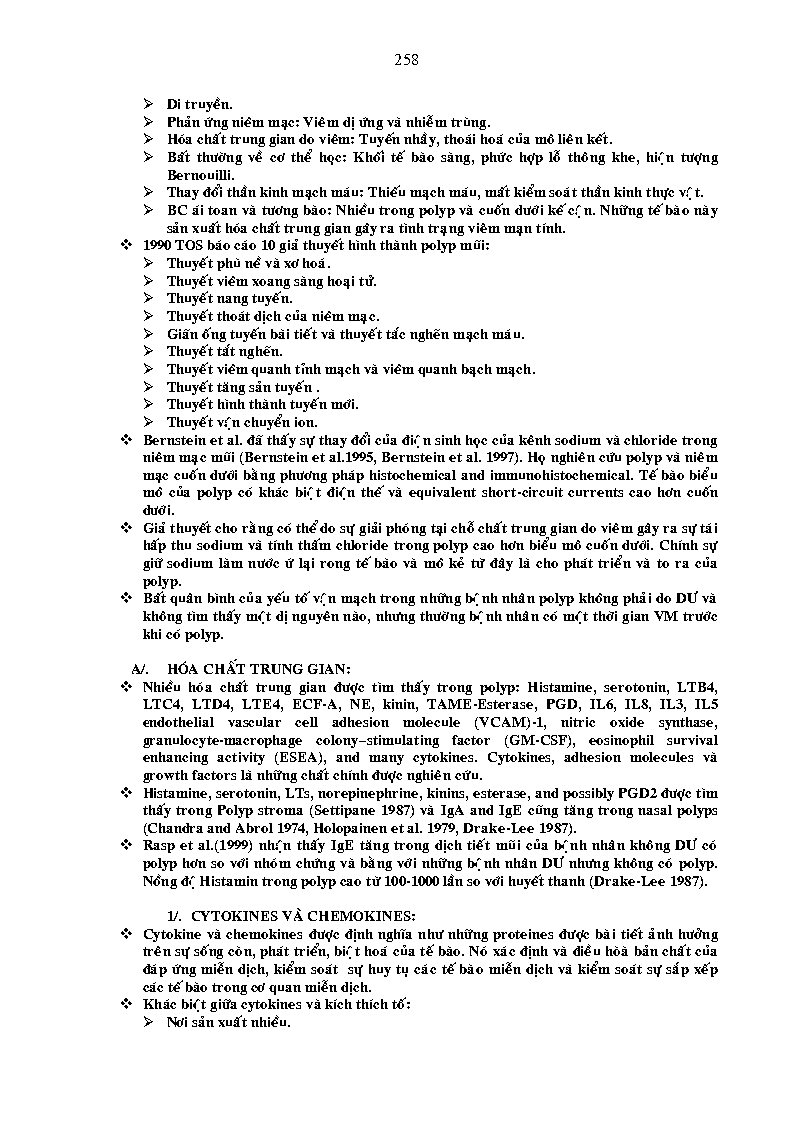 258
➢ Di truyền.
➢ Phản ứng niêm mạc: Viêm dị ứng và nhiễm trùng.
➢ Hóa chất trung gian do viêm: Tuyến nhầy, thoái hoá của mô liên kết.
➢ Bất thường về cơ thể học: Khối tế bào sàng, phức hợp lỗ thông khe, hiện tượng
Bernouilli.
➢ Thay đổi thần kinh mạch máu: Thiếu mạch máu, mất kiểm soát thần kinh thực vật.
➢ BC ái toan và tương bào: Nhiều trong polyp và cuốn dưới kế cận. Những tế bào này
sản xuất hóa chất trung gian gây ra tình trạng viêm mạn tính.
❖ 1990 TOS báo cáo 10 giả thuyết hình thành polyp mũi:
➢ Thuyết phù nề và xơ hoá.
➢ Thuyết viêm xoang sàng hoại tử.
➢ Thuyết nang tuyến.
➢ Thuyết thoát dịch của niêm mạc.
➢ Giãn ống tuyến bài tiết và thuyết tắc nghẽn mạch máu.
➢ Thuyết tắt nghẽn.
➢ Thuyết viêm quanh tĩnh mạch và viêm quanh bạch mạch.
➢ Thuyết tăng sản tuyến .
➢ Thuyết hình thành tuyến mới.
➢ Thuyết vận chuyển ion.
❖ Bernstein et al. đã thấy sự thay đổi của điện sinh học của kênh sodium và chloride trong
niêm mạc mũi (Bernstein et al.1995, Bernstein et al. 1997). Họ nghiên cứu polyp và niêm
mạc cuốn dưới bằng phương pháp histochemical and immunohistochemical. Tế bào biểu
mô của polyp có khác biệt điện thế và equivalent short-circuit currents cao hơn cuốn
dưới.
❖ Giả thuyết cho rằng có thể do sự giải phóng tại chỗ chất trung gian do viêm gây ra sự tái
hấp thu sodium và tính thấm chloride trong polyp cao hơn biểu mô cuốn dưới. Chính sự
giữ sodium làm nước ứ lại rong tế bào và mô kẻ từ đây là cho phát triển và to ra của
polyp.
❖ Bất quân bình của yếu tố vận mạch trong những bệnh nhân polyp không phải do DƯ và
không tìm thấy một dị nguyên nào, nhưng thường bệnh nhân có một thời gian VM trước
khi có polyp.
A/. HÓA CHẤT TRUNG GIAN:
❖ Nhiều hóa chất trung gian được tìm thấy trong polyp: Histamine, serotonin, LTB4,
LTC4, LTD4, LTE4, ECF-A, NE, kinin, TAME-Esterase, PGD, IL6, IL8, IL3, IL5
endothelial vascular cell adhesion molecule (VCAM)-1, nitric oxide synthase,
granulocyte-macrophage colony–stimulating factor (GM-CSF), eosinophil survival
enhancing activity (ESEA), and many cytokines. Cytokines, adhesion molecules và
growth factors là những chất chính được nghiên cứu.
❖ Histamine, serotonin, LTs, norepinephrine, kinins, esterase, and possibly PGD2 được tìm
thấy trong Polyp stroma (Settipane 1987) và IgA and IgE cũng tăng trong nasal polyps
(Chandra and Abrol 1974, Holopainen et al. 1979, Drake-Lee 1987).
❖ Rasp et al.(1999) nhận thấy IgE tăng trong dịch tiết mũi của bệnh nhân không DƯ có
polyp hơn so với nhóm chứng và bằng với những bệnh nhân DƯ nhưng không có polyp.
Nồng độ Histamin trong polyp cao từ 100-1000 lần so với huyết thanh (Drake-Lee 1987).
1/. CYTOKINES VÀ CHEMOKINES:
❖ Cytokine và chemokines được định nghĩa như những proteines được bài tiết ảnh hưởng
trên sự sống còn, phát triển, biệt hoá của tế bào. Nó xác định và điều hòà bản chất của
đáp ứng miễn dịch, kiểm soát sự huy tụ các tế bào miễn dịch và kiểm soát sự sắp xếp
các tế bào trong cơ quan miễn dịch.
❖ Khác biệt giữa cytokines và kích thích tố:
➢ Nơi sản xuất nhiều.